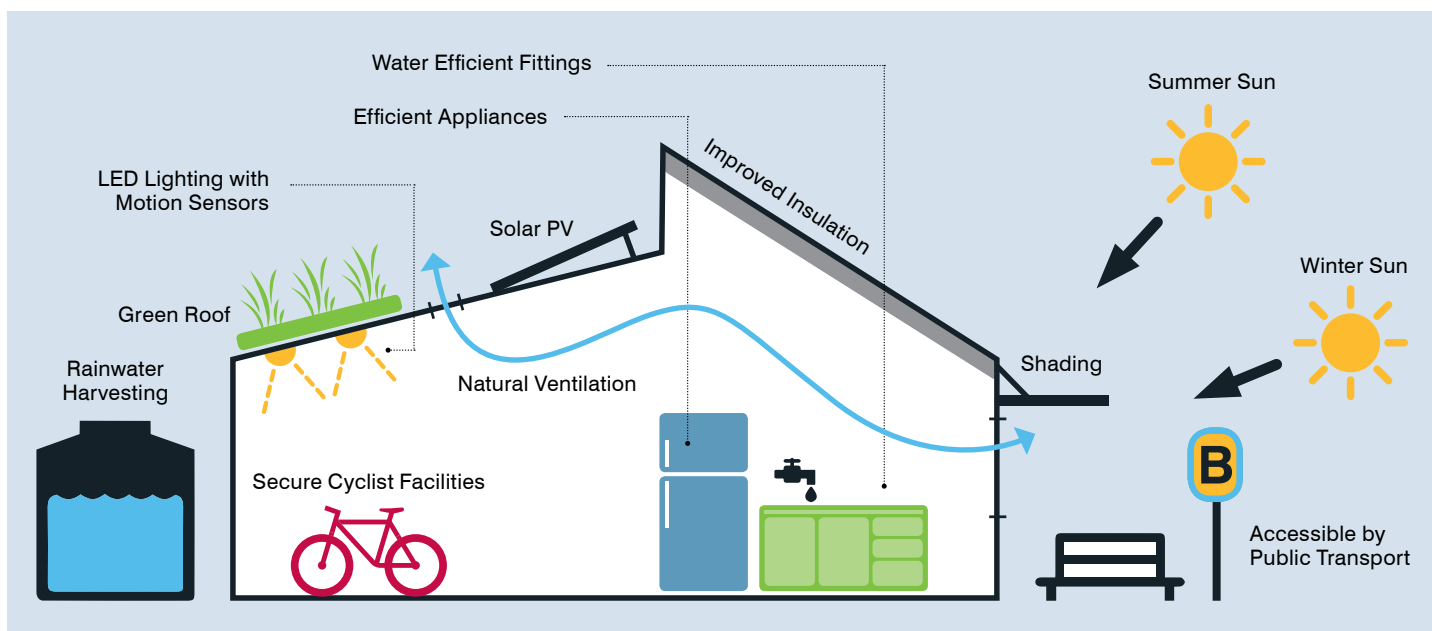 Water Efficient Fittings
Summer Sun
Efficient Appliances
Improved Insulation
LED Lighting with
Motion Sensors
Solar PV
Winter Sun
Green Roof
Rainwater
Harvesting
Natural Ventilation
Shading
B
Secure Cyclist Facilities
Accessible by
Public Transport